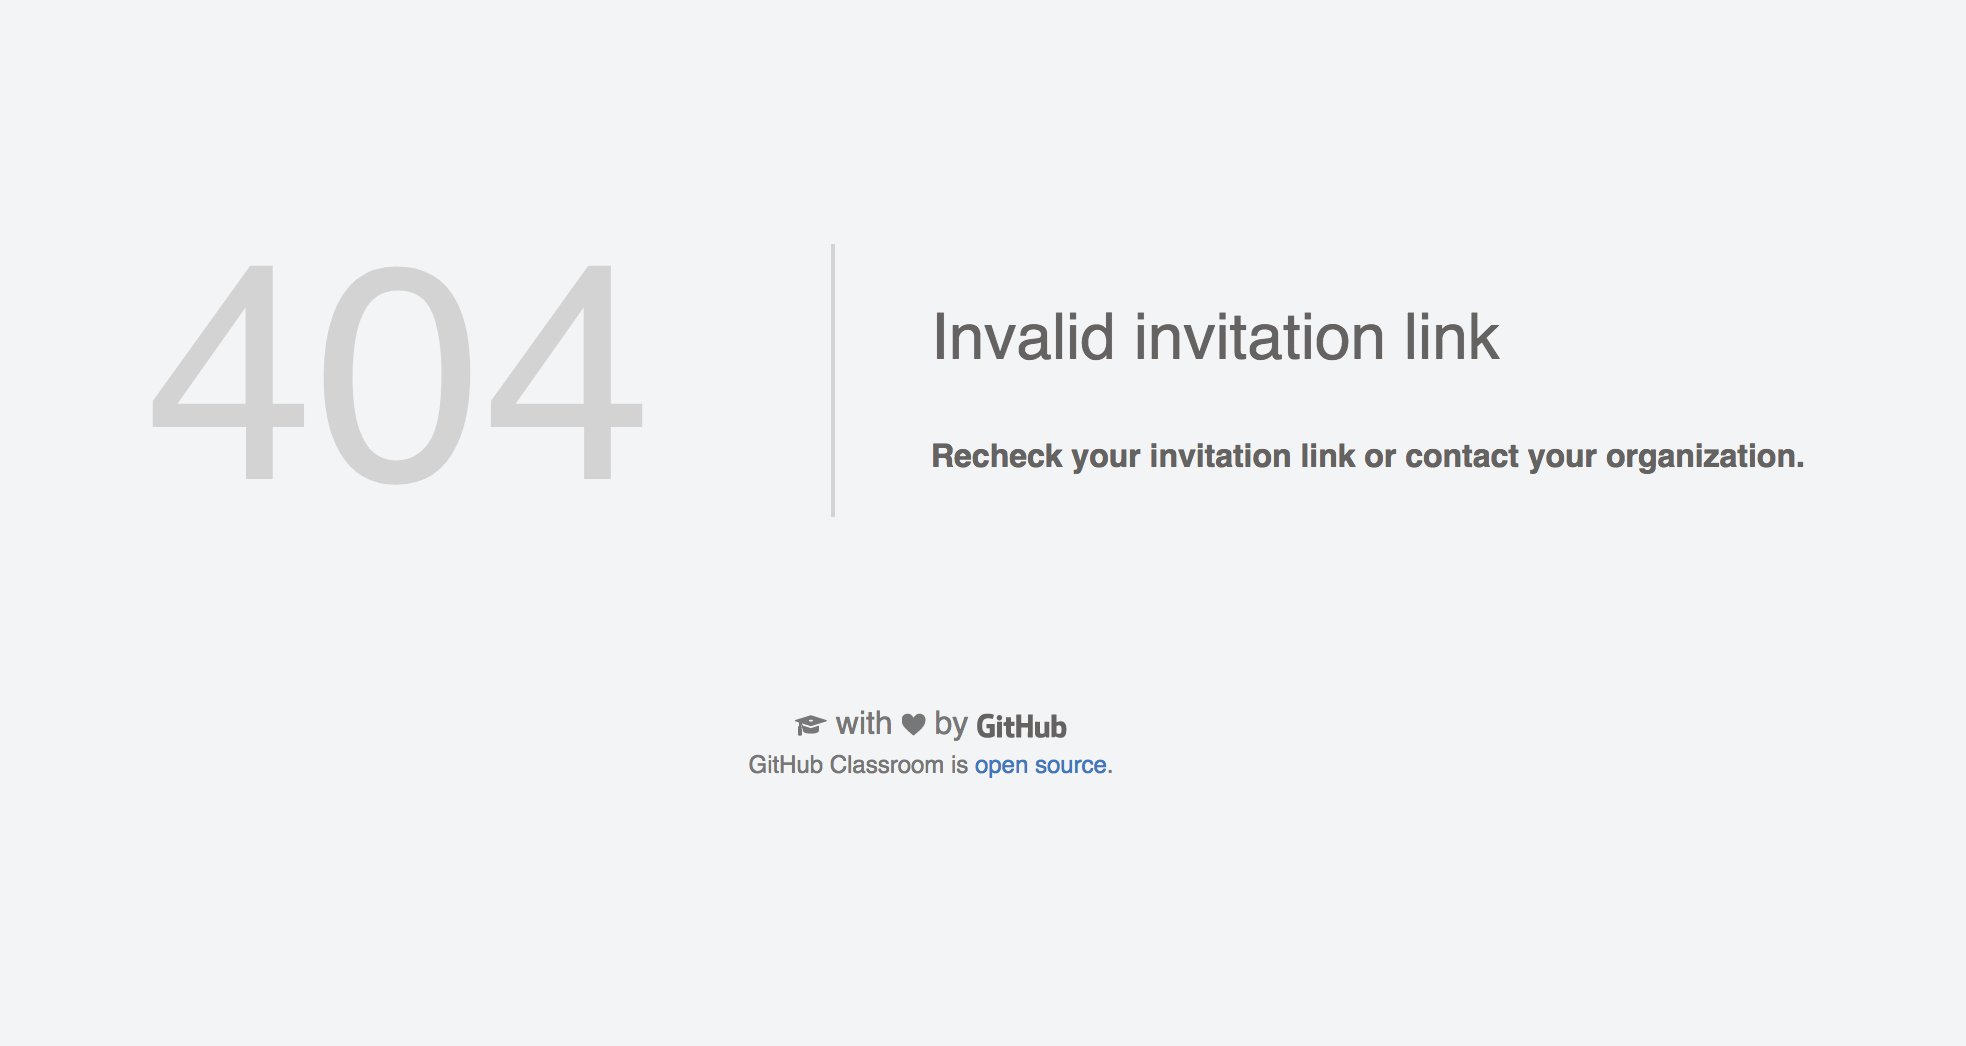 404
Invalid invitation link
Recheck your invitation link or contact your organization.
with by GitHub
GitHub Classroom is open source.